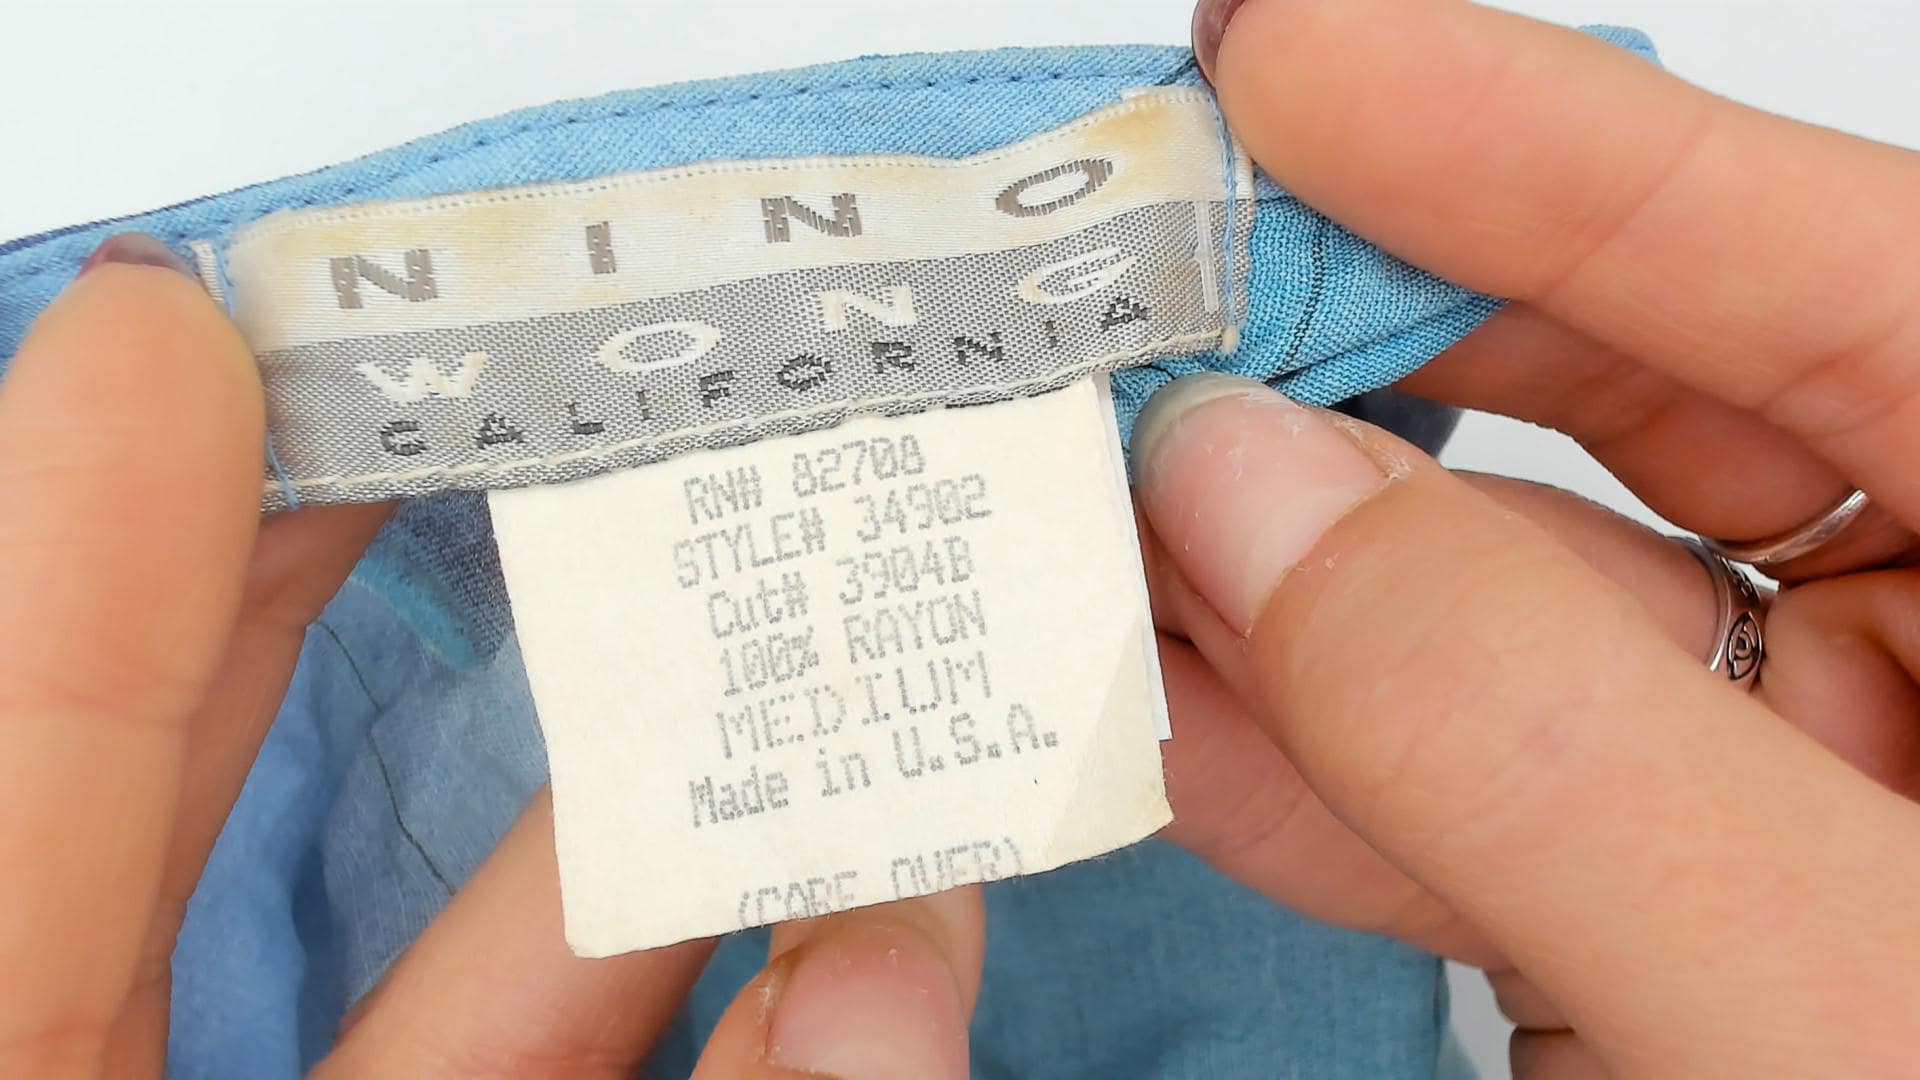 NINO
WONG
CALIFORNIA
RN# 82708
STYLE# 34902
Cut# 3904B
100% RAYON
MEDIUM
Made in U.S.A.
(CARE OVER)